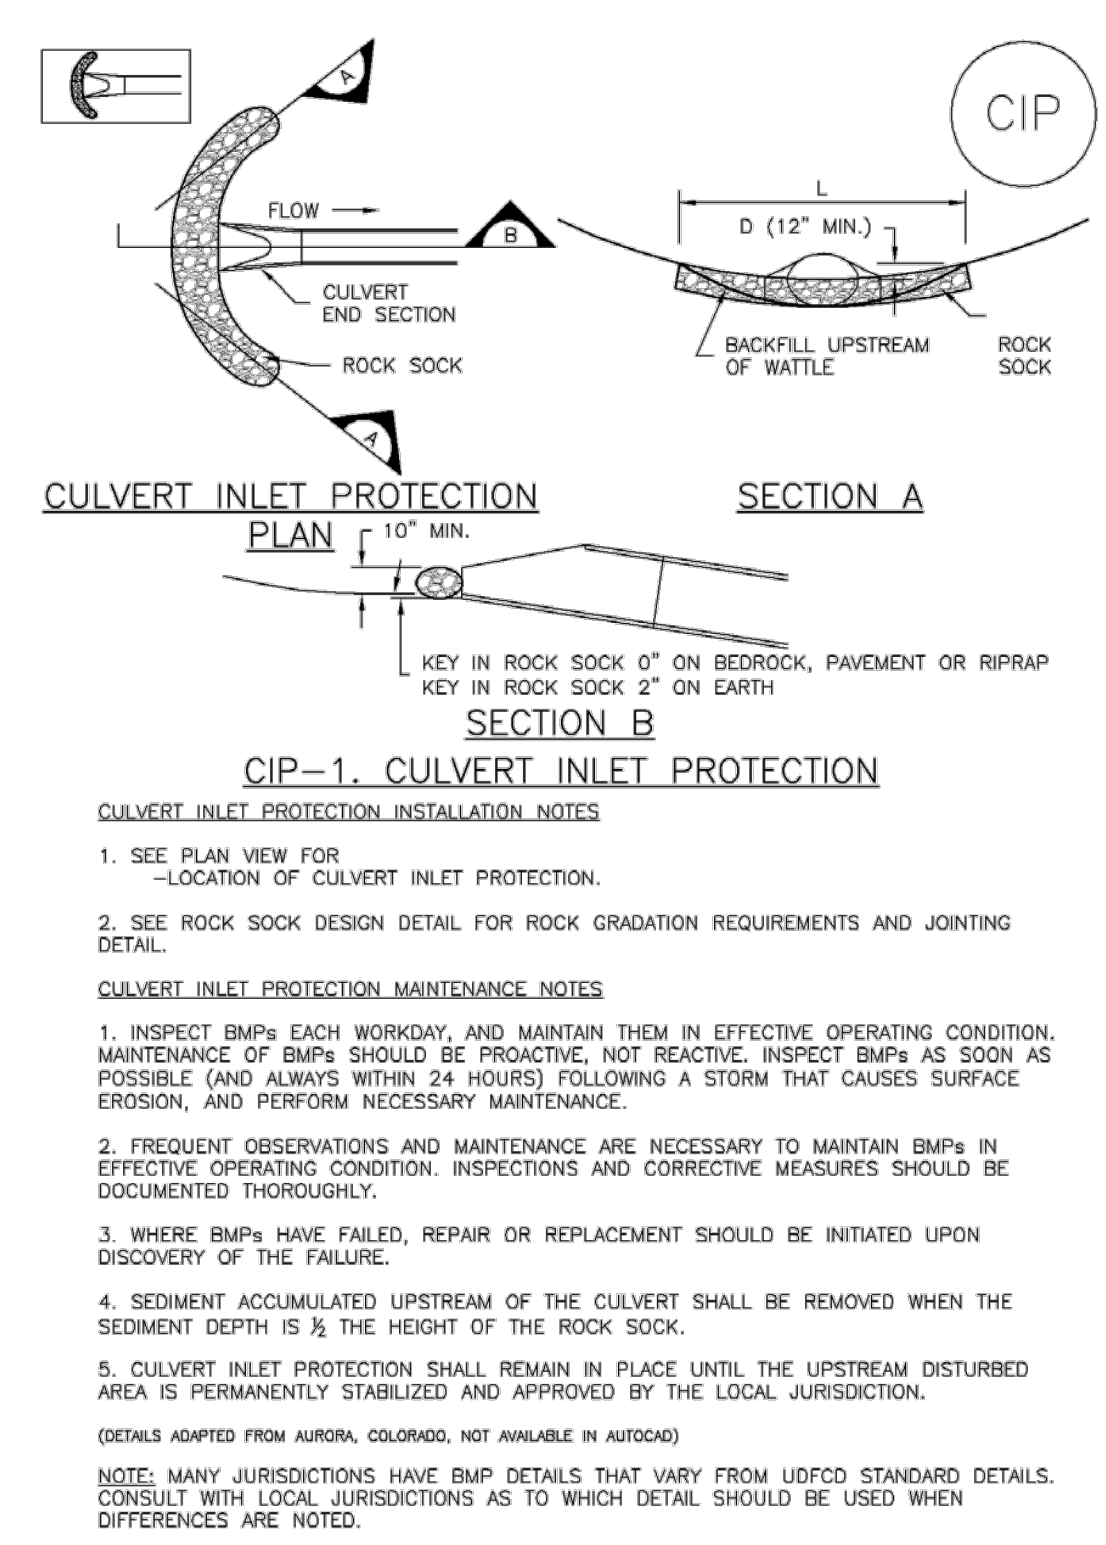 CIP
A
FLOW
B
CULVERT
END SECTION
ROCK SOCK
A
L
D (12" MIN.)
BACKFILL UPSTREAM
OF WATTLE
ROCK
SOCK
CULVERT INLET PROTECTION
PLAN
SECTION A
10" MIN.
KEY IN ROCK SOCK 0" ON BEDROCK, PAVEMENT OR RIPRAP
KEY IN ROCK SOCK 2" ON EARTH
SECTION B
CIP-1. CULVERT INLET PROTECTION
CULVERT INLET PROTECTION INSTALLATION NOTES
1. SEE PLAN VIEW FOR
-LOCATION OF CULVERT INLET PROTECTION.
2. SEE ROCK SOCK DESIGN DETAIL FOR ROCK GRADATION REQUIREMENTS AND JOINTING
DETAIL.
CULVERT INLET PROTECTION MAINTENANCE NOTES
1. INSPECT BMPs EACH WORKDAY, AND MAINTAIN THEM IN EFFECTIVE OPERATING CONDITION.
MAINTENANCE OF BMPs SHOULD BE PROACTIVE, NOT REACTIVE. INSPECT BMPs AS SOON AS
POSSIBLE (AND ALWAYS WITHIN 24 HOURS) FOLLOWING A STORM THAT CAUSES SURFACE
EROSION, AND PERFORM NECESSARY MAINTENANCE.
2. FREQUENT OBSERVATIONS AND MAINTENANCE ARE NECESSARY TO MAINTAIN BMPs IN
EFFECTIVE OPERATING CONDITION. INSPECTIONS AND CORRECTIVE MEASURES SHOULD BE
DOCUMENTED THOROUGHLY.
3. WHERE BMPs HAVE FAILED, REPAIR OR REPLACEMENT SHOULD BE INITIATED UPON
DISCOVERY OF THE FAILURE.
4. SEDIMENT ACCUMULATED UPSTREAM OF THE CULVERT SHALL BE REMOVED WHEN THE
SEDIMENT DEPTH IS ½ THE HEIGHT OF THE ROCK SOCK.
5. CULVERT INLET PROTECTION SHALL REMAIN IN PLACE UNTIL THE UPSTREAM DISTURBED
AREA IS PERMANENTLY STABILIZED AND APPROVED BY THE LOCAL JURISDICTION.
(DETAILS ADAPTED FROM AURORA, COLORADO, NOT AVAILABLE IN AUTOCAD)
NOTE: MANY JURISDICTIONS HAVE BMP DETAILS THAT VARY FROM UDFCD STANDARD DETAILS.
CONSULT WITH LOCAL JURISDICTIONS AS TO WHICH DETAIL SHOULD BE USED WHEN
DIFFERENCES ARE NOTED.